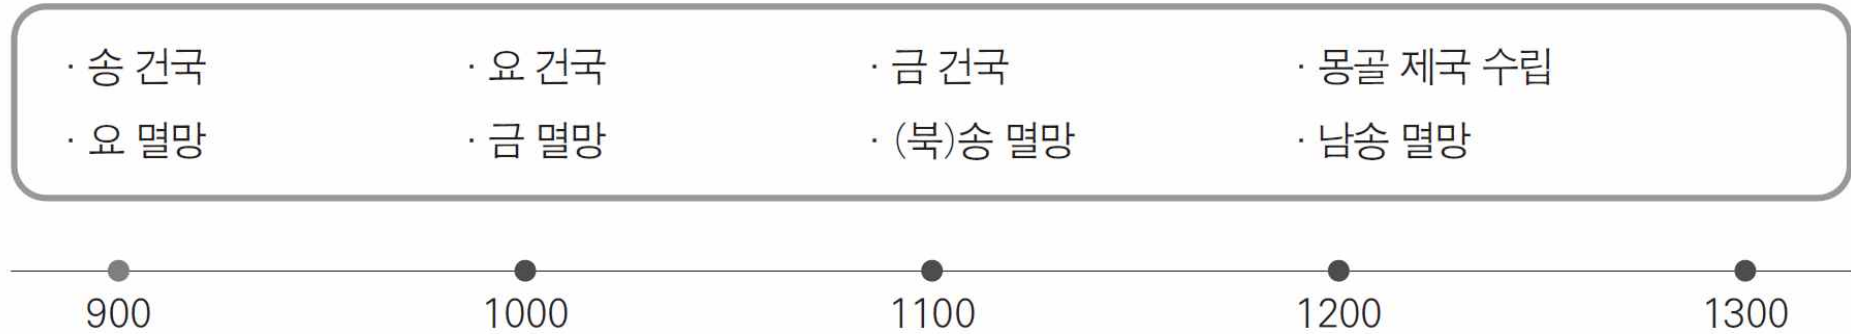 · 송 건국 · 요 건국 · 금 건국 · 몽골 제국 수립
· 요 멸망 · 금 멸망 · (북)송 멸망 · 남송 멸망
900 1000 1100 1200 1300